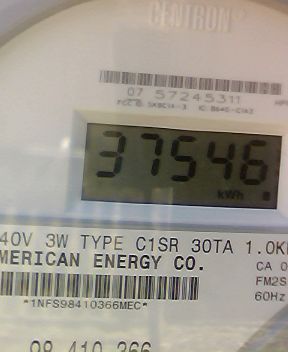 CENTRON
07 57245311
37546
kWh
40V 3W TYPE C1SR 30TA 1.0K
MERICAN ENERGY CO.
CA 0
FM2S
60Hz
*1NFS98410366MEC*
98 410 366